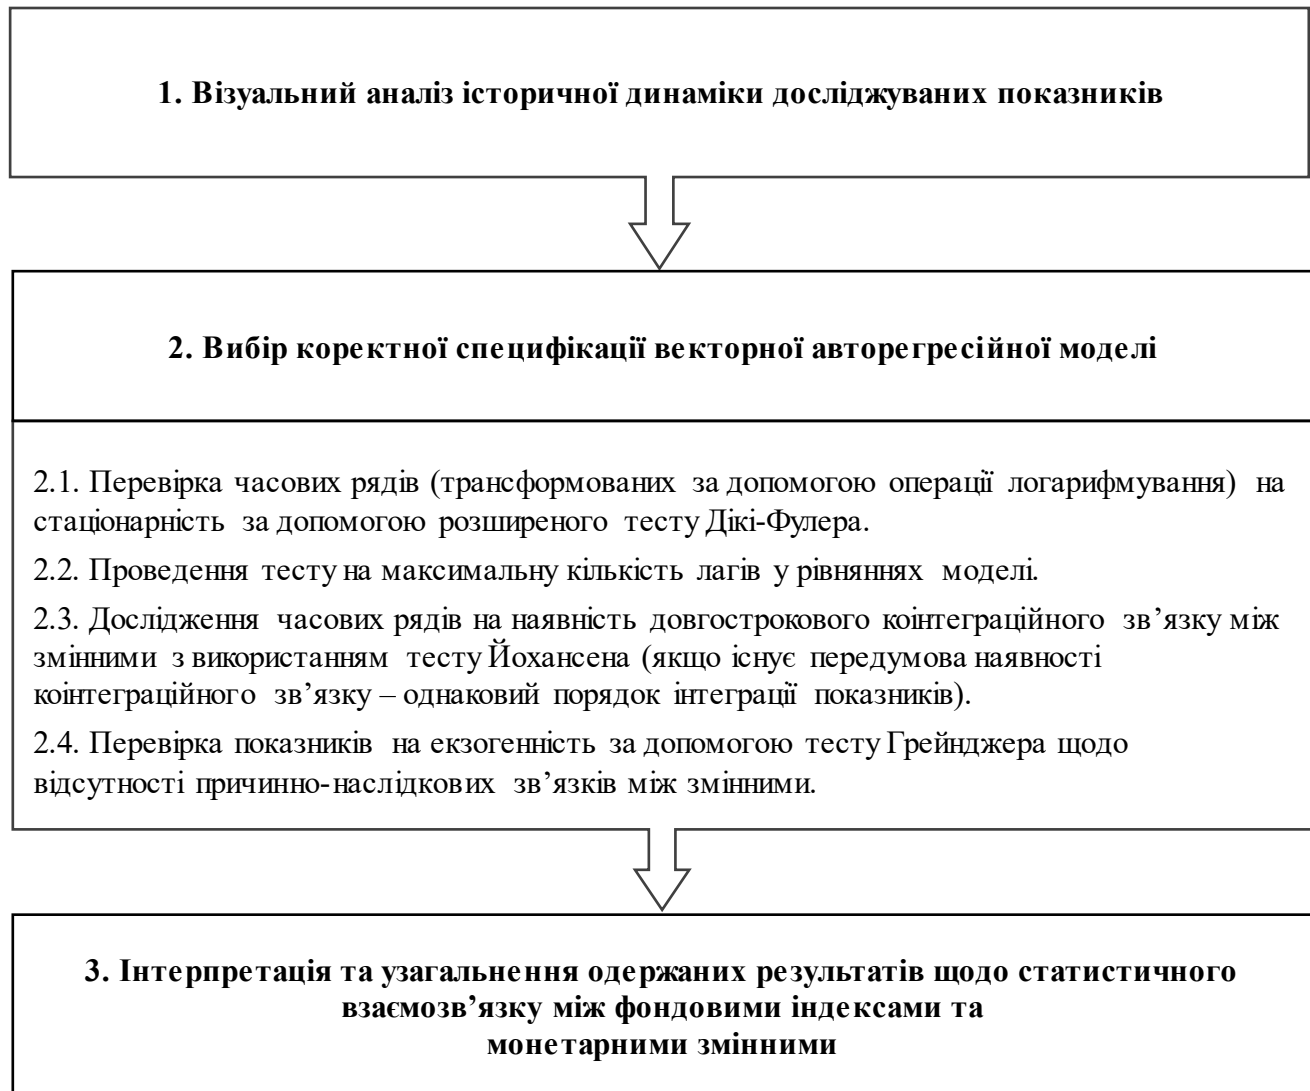 1. Візуальний аналіз історичної динаміки досліджуваних показників
2. Вибір коректної специфікації векторної авторегресійної моделі
2.1. Перевірка часових рядів (трансформованих за допомогою операції логарифмування) на
стаціонарність за допомогою розширеного тесту Дікі-Фулера.
2.2. Проведення тесту на максимальну кількість лагів у рівняннях моделі.
2.3. Дослідження часових рядів на наявність довгострокового коінтеграційного зв’язку між
змінними з використанням тесту Йохансена (якщо існує передумова наявності
коінтеграційного зв’язку – однаковий порядок інтеграції показників).
2.4. Перевірка показників на екзогенність за допомогою тесту Грейнджера щодо
відсутності причинно-наслідкових зв’язків між змінними.
3. Інтерпретація та узагальнення одержаних результатів щодо статистичного
взаємозв’язку між фондовими індексами та
монетарними змінними